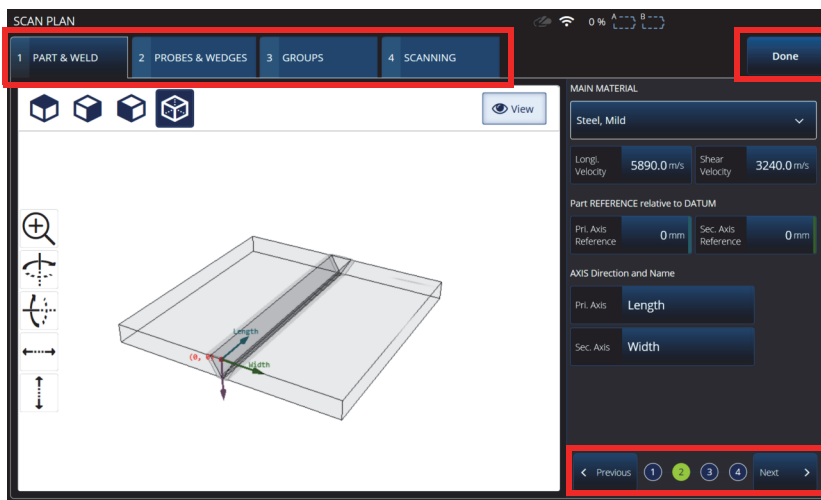 SCAN PLAN
0 % A B
1 PART & WELD 2 PROBES & WEDGES 3 GROUPS 4 SCANNING Done
View
MAIN MATERIAL
Steel, Mild
Longi. Velocity 5890.0 m/s Shear Velocity 3240.0 m/s
Part REFERENCE relative to DATUM
Pri. Axis Reference 0 mm Sec. Axis Reference 0 mm
AXIS Direction and Name
Pri. Axis Length
Sec. Axis Width
Length
Width
< Previous 1 2 3 4 Next >